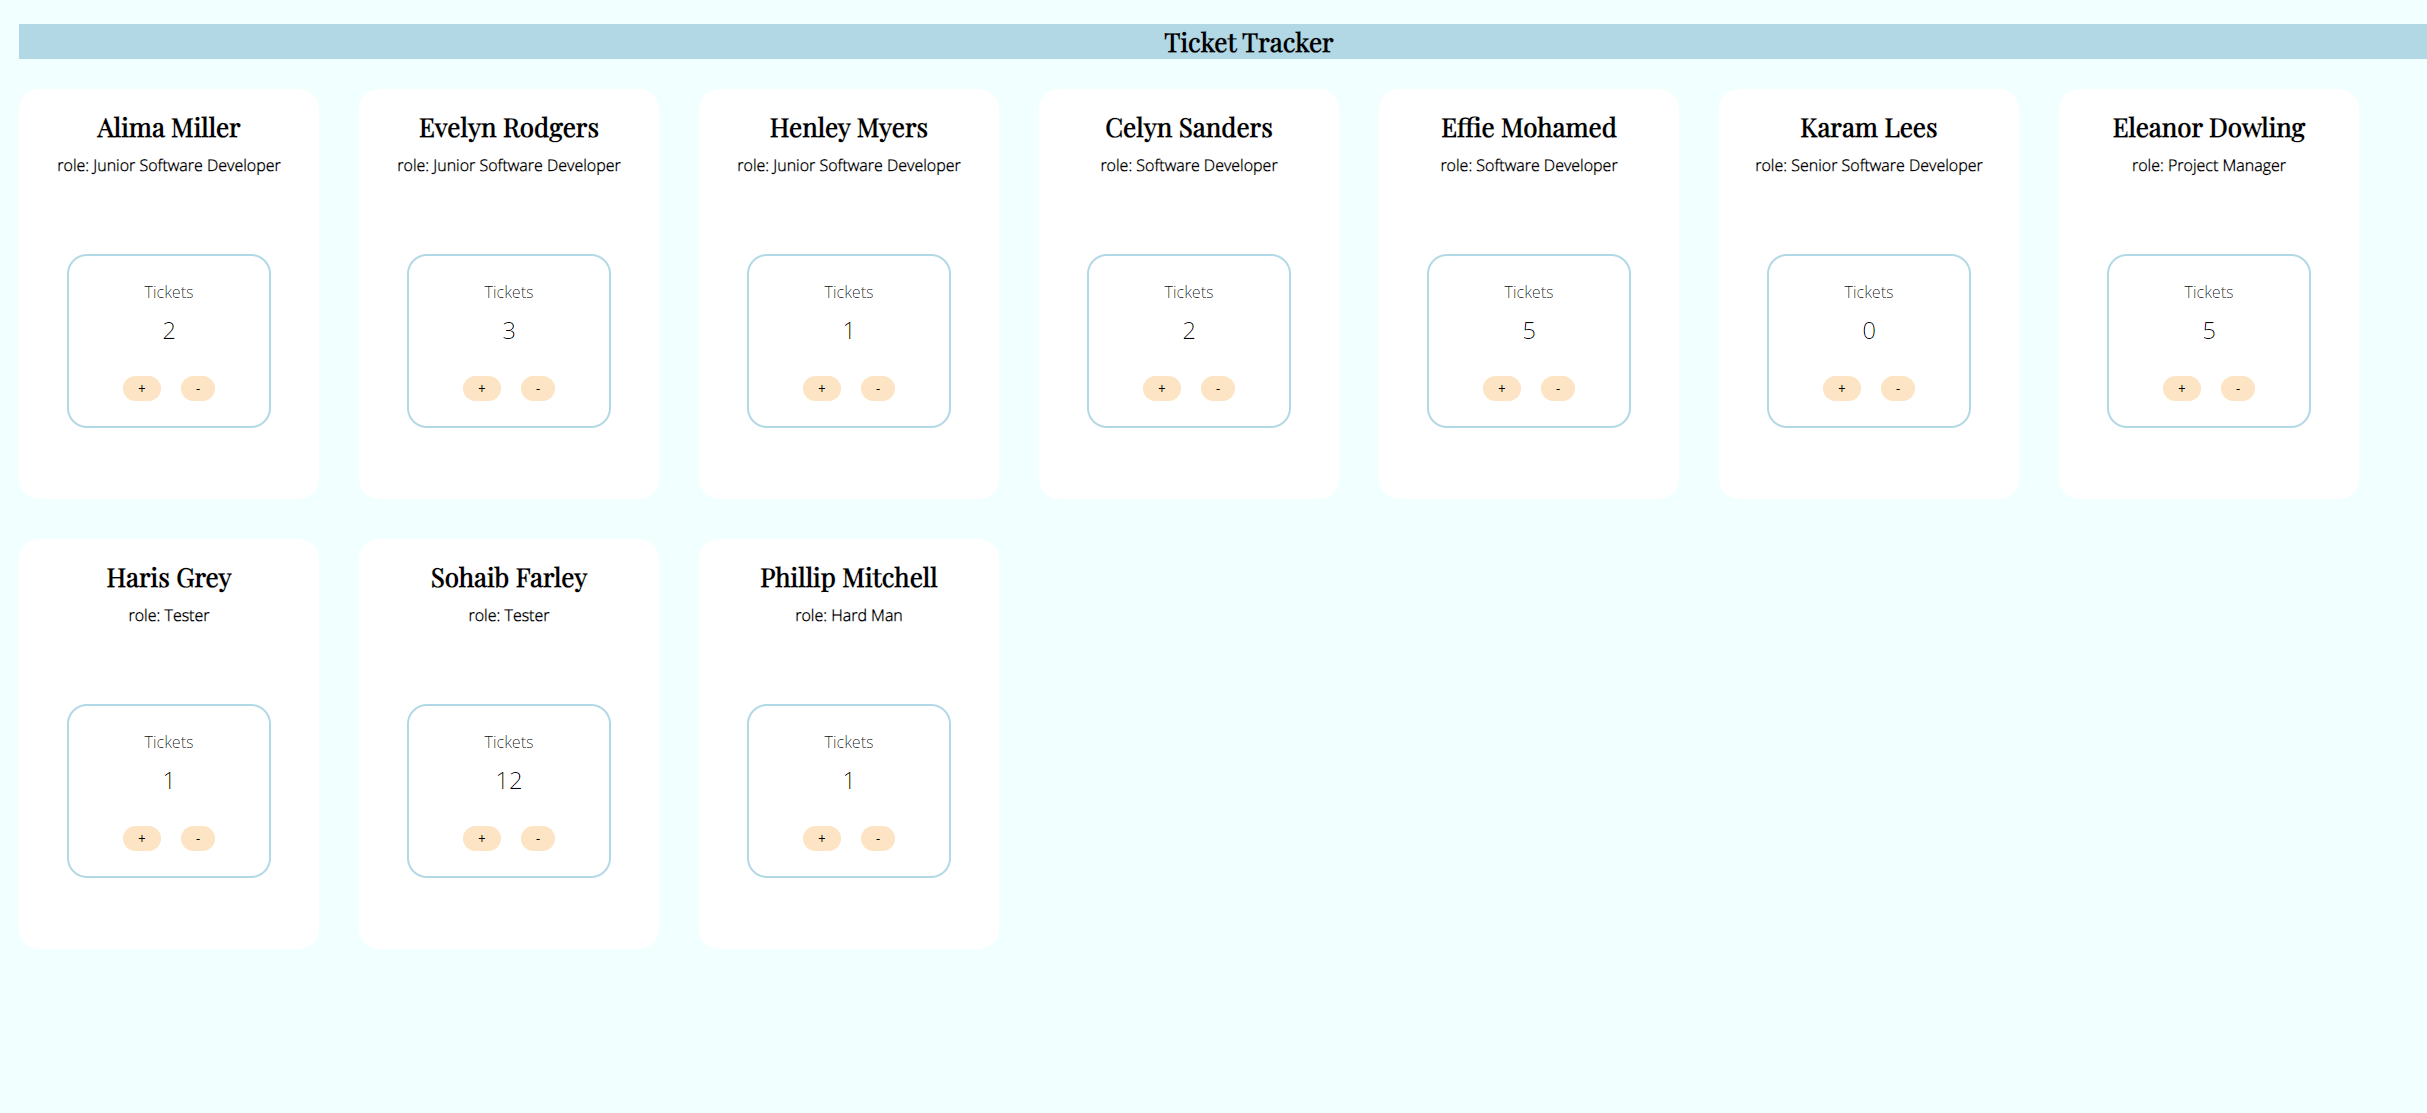 Ticket Tracker
Alima Miller
role: Junior Software Developer
Tickets
2
+ -
Evelyn Rodgers
role: Junior Software Developer
Tickets
3
+ -
Henley Myers
role: Junior Software Developer
Tickets
1
+ -
Celyn Sanders
role: Software Developer
Tickets
2
+ -
Effie Mohamed
role: Software Developer
Tickets
5
+ -
Karam Lees
role: Senior Software Developer
Tickets
0
+ -
Eleanor Dowling
role: Project Manager
Tickets
5
+ -
Haris Grey
role: Tester
Tickets
1
+ -
Sohaib Farley
role: Tester
Tickets
12
+ -
Phillip Mitchell
role: Hard Man
Tickets
1
+ -